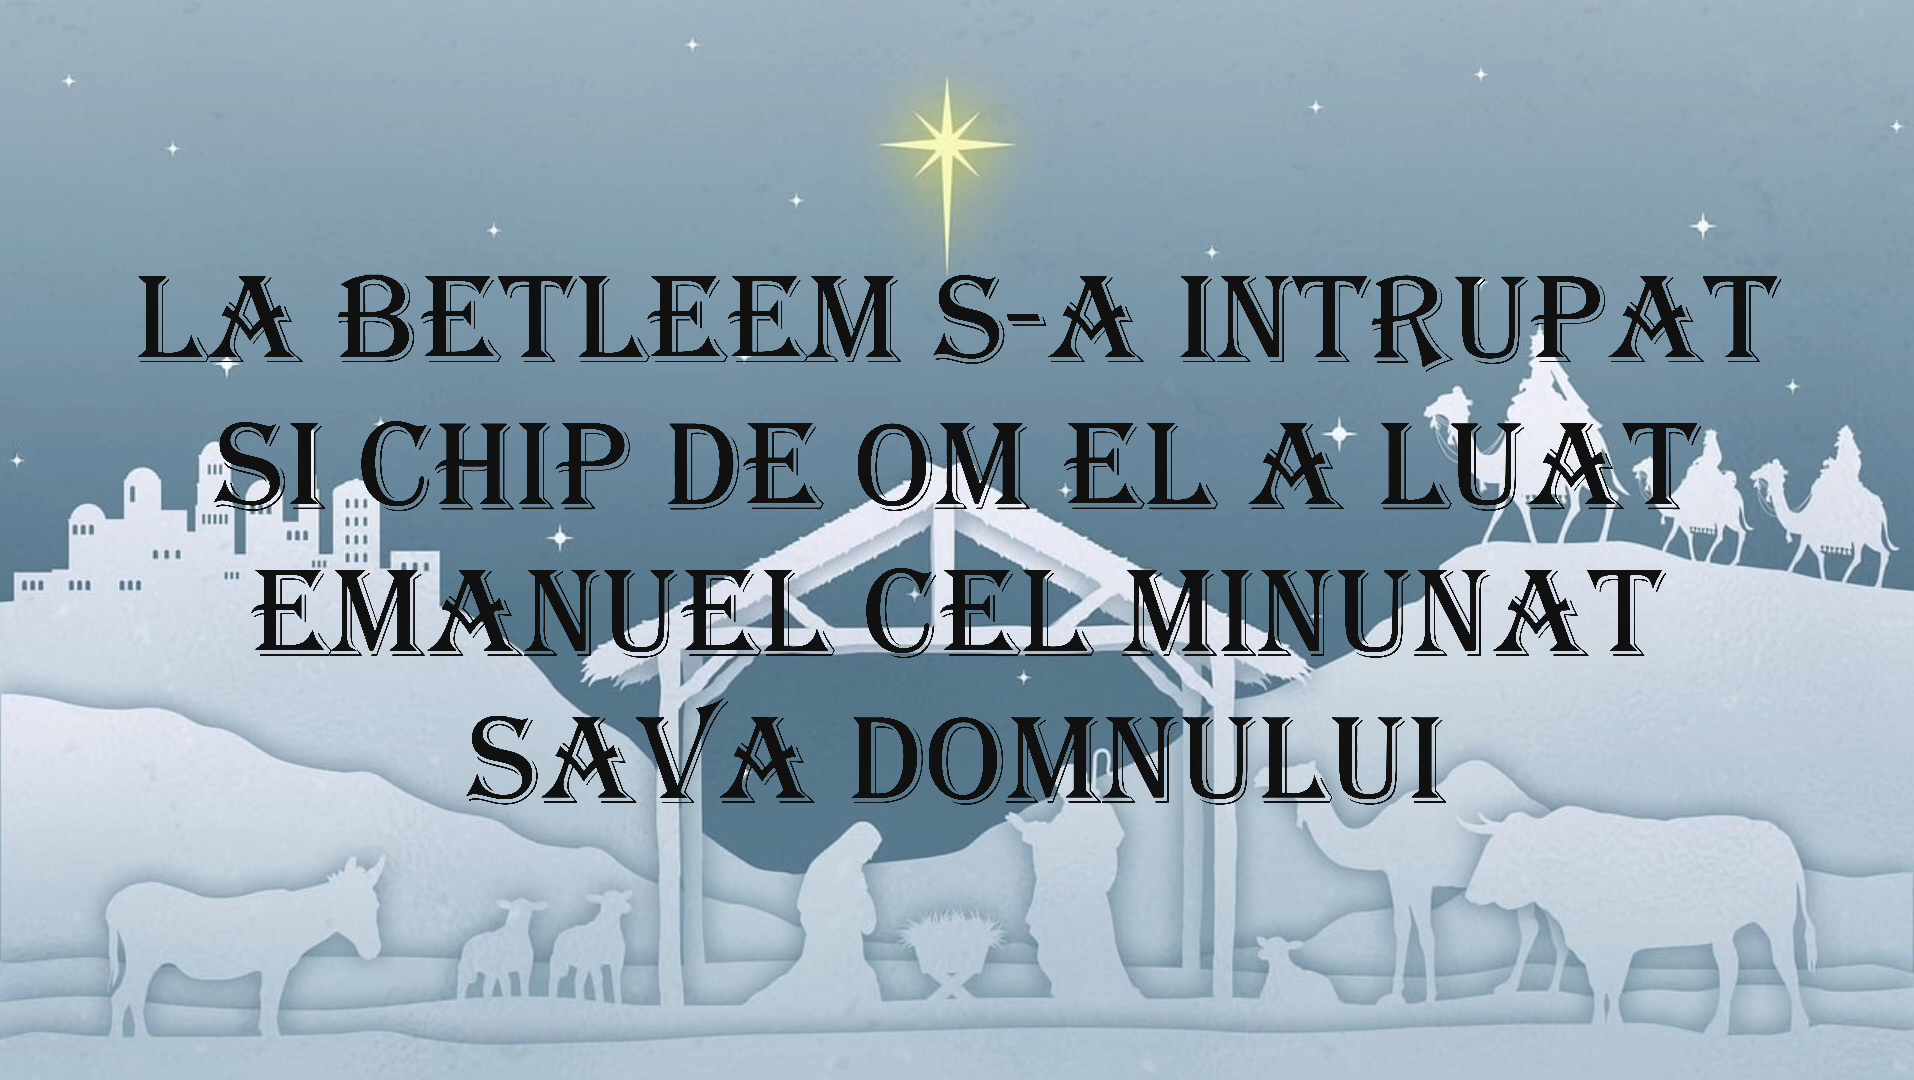 LA BETLEEM S-A INTRUPAT
SI CHIP DE OM EL A LUAT
EMANUEL CEL MINUNAT
SAVA DOMNULUI